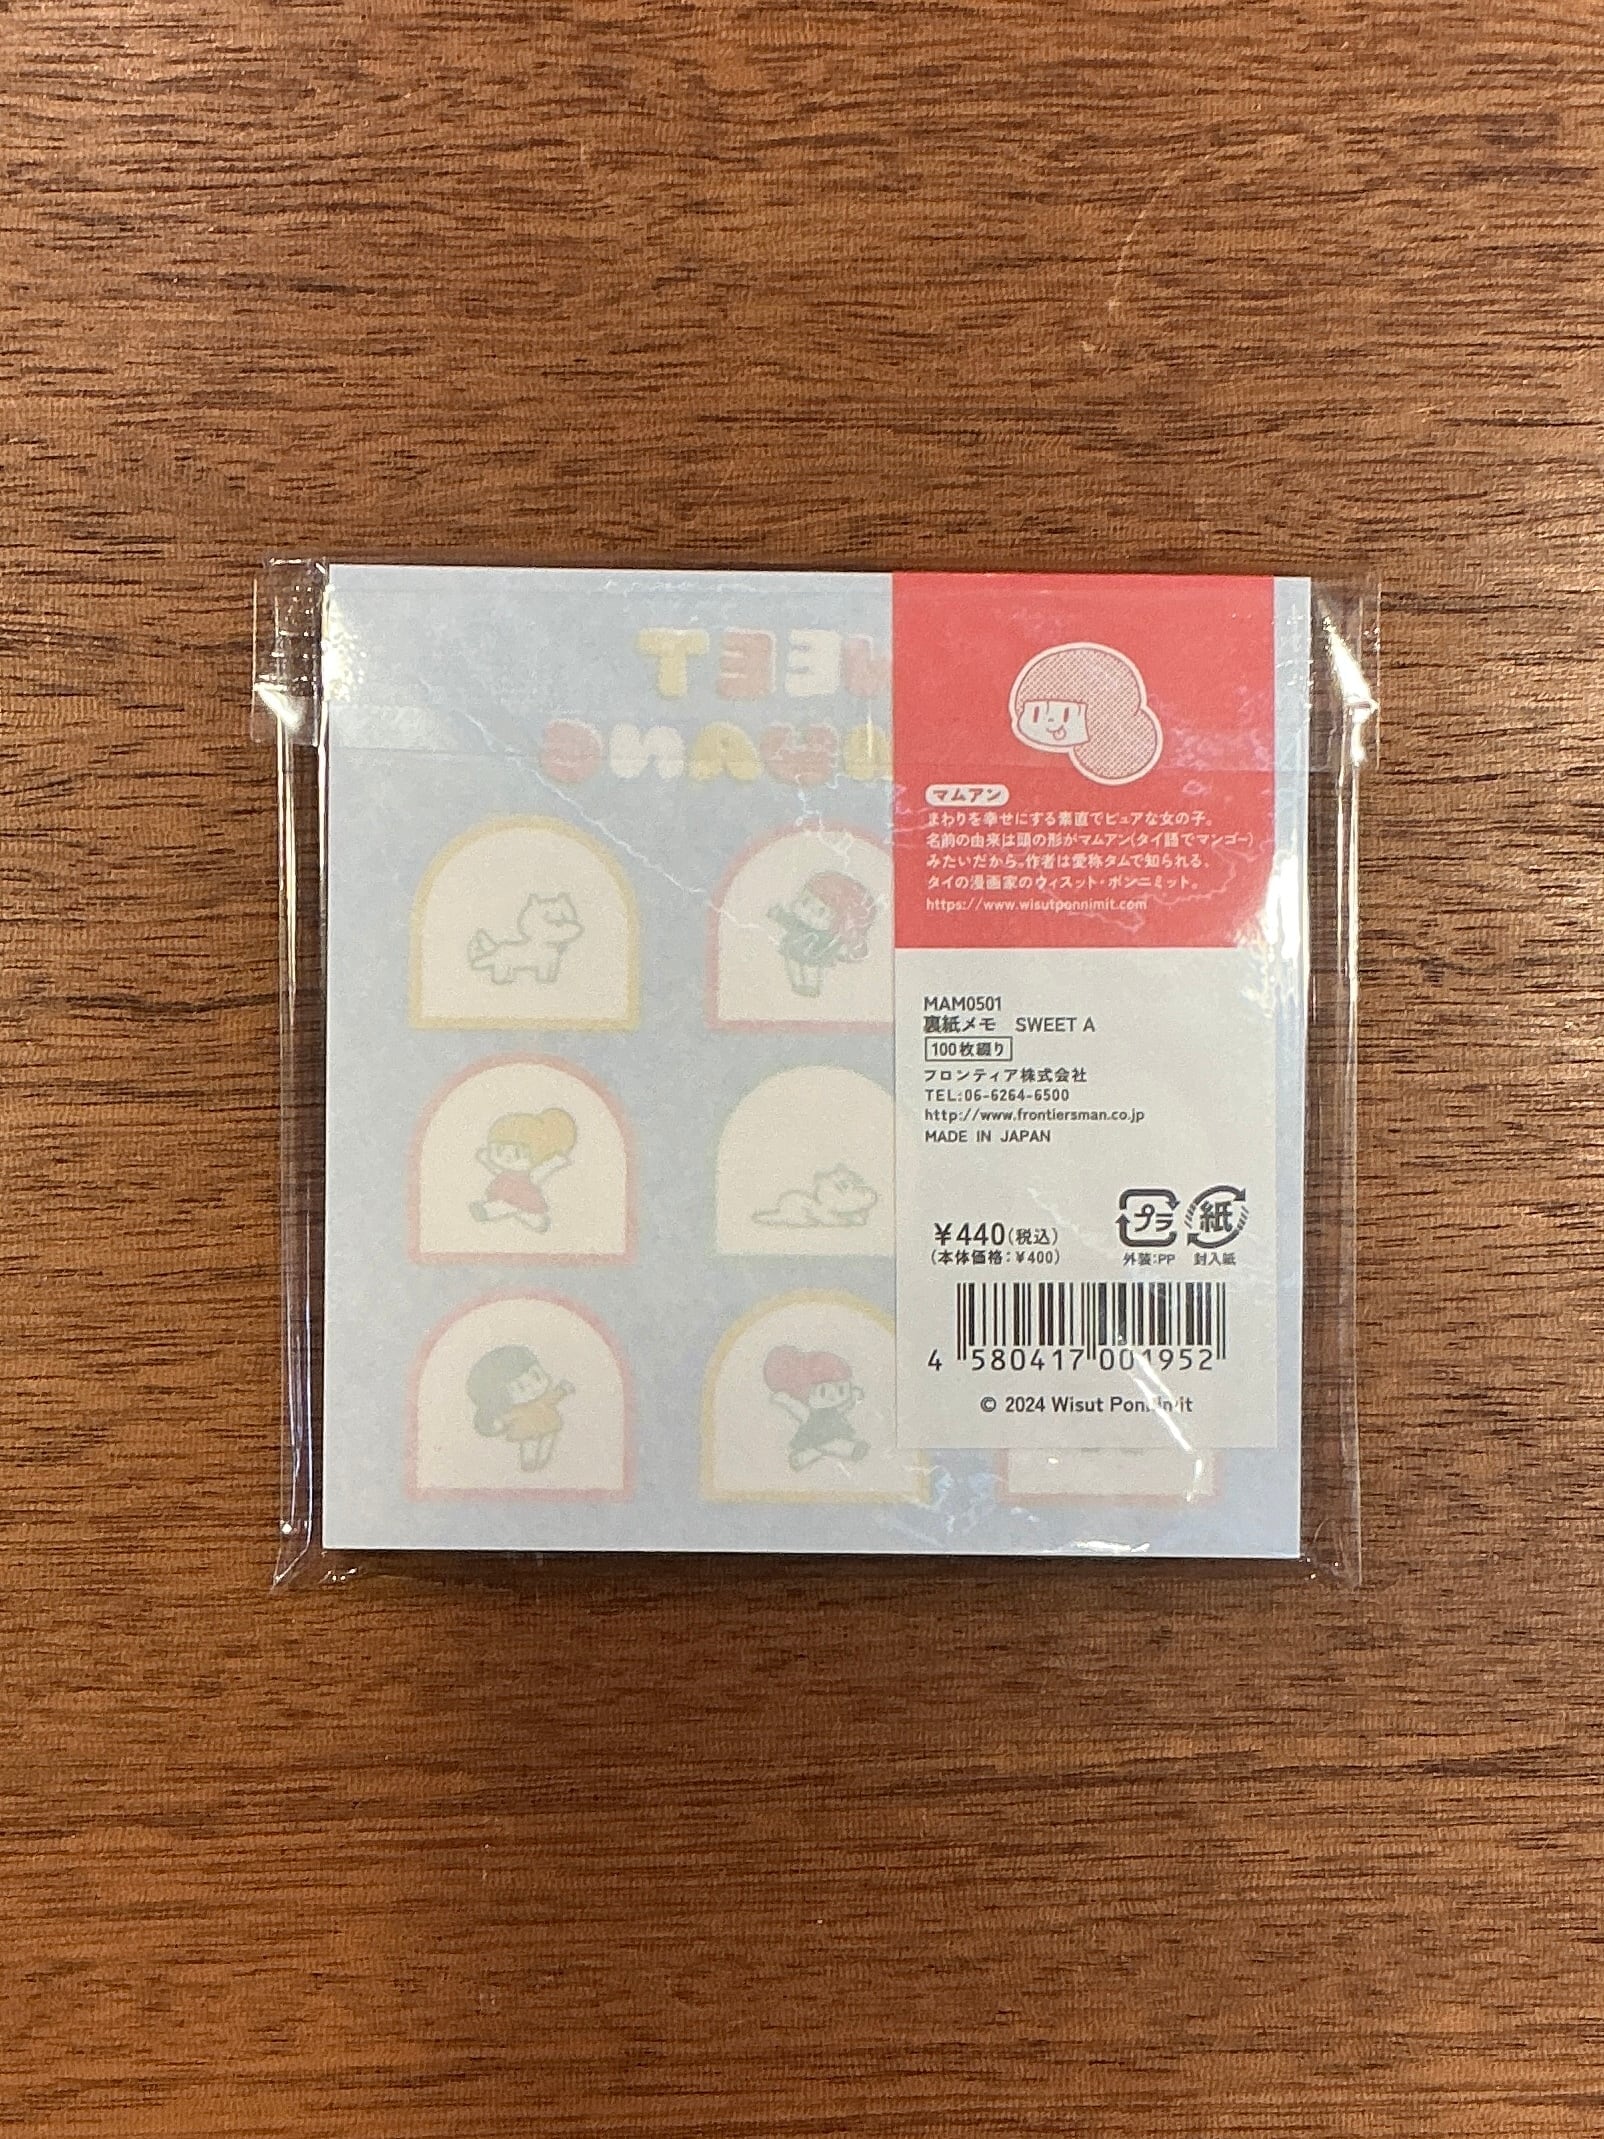 SWEET
MAMUANG
マムアン
まわりを幸せにする素直でピュアな女の子。
名前の由来は頭の形がマムアン(タイ語でマンゴー)
みたいだから。作者は愛称タムで知られる、
タイの漫画家のウィスット・ポンニミット。
https://www.wisutponnimit.com
MAM0501
裏紙メモ SWEET A
100枚綴り
フロンティア株式会社
TEL:06-6264-6500
http://www.frontiersman.co.jp
MADE IN JAPAN
¥440(税込)
(本体価格:¥400)
プラ
紙
外装:PP
封入紙
4 580417 001952
© 2024 Wisut Ponnimit